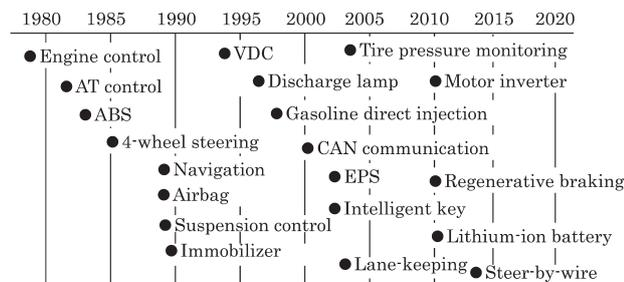 1980 1985 1990 1995 2000 2005 2010 2015 2020
Engine control VDC Tire pressure monitoring
AT control Discharge lamp Motor inverter
ABS Gasoline direct injection
4-wheel steering CAN communication
Navigation EPS Regenerative braking
Airbag Intelligent key
Suspension control Lithium-ion battery
Immobilizer Lane-keeping Steer-by-wire